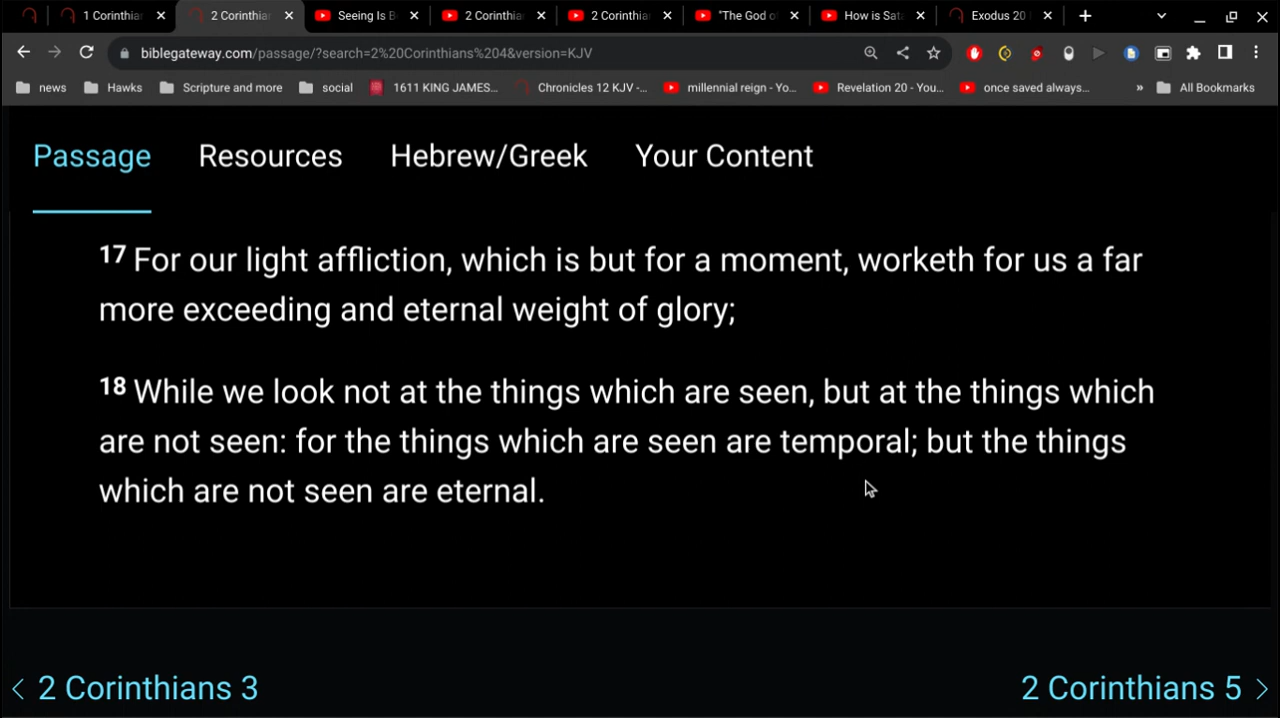 1 Corinthian
2 Corinthian
Seeing Is B
2 Corinthia
2 Corinthia
"The God o
How is Sata
Exodus 20
biblegateway.com/passage/?search=2%20Corinthians%204&version=KJV
news Hawks Scripture and more social 1611 KING JAMES... Chronicles 12 KJV -... millennial reign - Yo... Revelation 20 - You... once saved always... » All Bookmarks
Passage Resources Hebrew/Greek Your Content
17 For our light affliction, which is but for a moment, worketh for us a far
more exceeding and eternal weight of glory;
18 While we look not at the things which are seen, but at the things which
are not seen: for the things which are seen are temporal; but the things
which are not seen are eternal.
2 Corinthians 3
2 Corinthians 5